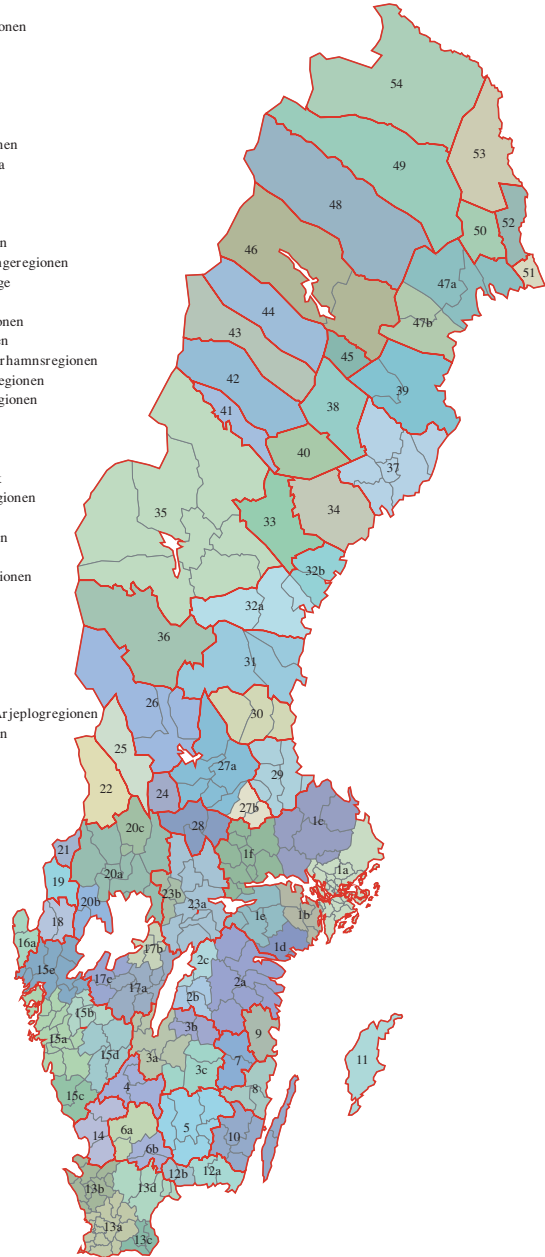 onen
nen
a
n
ngeregionen
ge
onen
en
rhamnsregionen
egionen
gionen
k
gionen
n
ionen
Arjeplogregionen
n
54
53
49
48
52
50
46
51
47a
44
47b
43
45
42
39
38
41
40
37
35
34
33
32b
32a
36
31
26
30
25
27a
29
22
24
27b
20c
28
1c
21
1f
20a
1a
19
23b
20b
23a
1e
1b
18
16a
17b
1d
2c
15e
17c
2a
17a
2b
15b
3b
9
15a
15d
3a
7
11
3c
4
8
15c
6a
5
14
10
6b
12b
12a
13b
13d
13a
13c